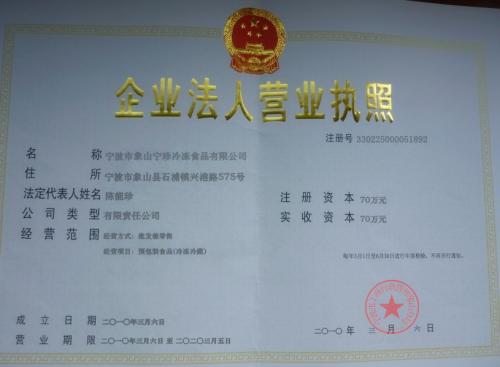 企业法人营业执照
注册号 330225000051892
名称 宁波市象山宁珍冷冻食品有限公司
住所 宁波市象山县石浦镇兴港路575号
法定代表人姓名 陈能珍
注册资本 70万元
公司类型 有限责任公司
实收资本 70万元
经营范围 经营方式：批发兼零售
经营项目：预包装食品(冷冻冷藏)
每年3月1日至6月30日进行年度检验，不再另行通知。
成立日期 二〇一〇年三月六日
二〇一〇年 三月 六日
营业期限 二〇一〇年三月六日 至 二〇二〇年三月五日